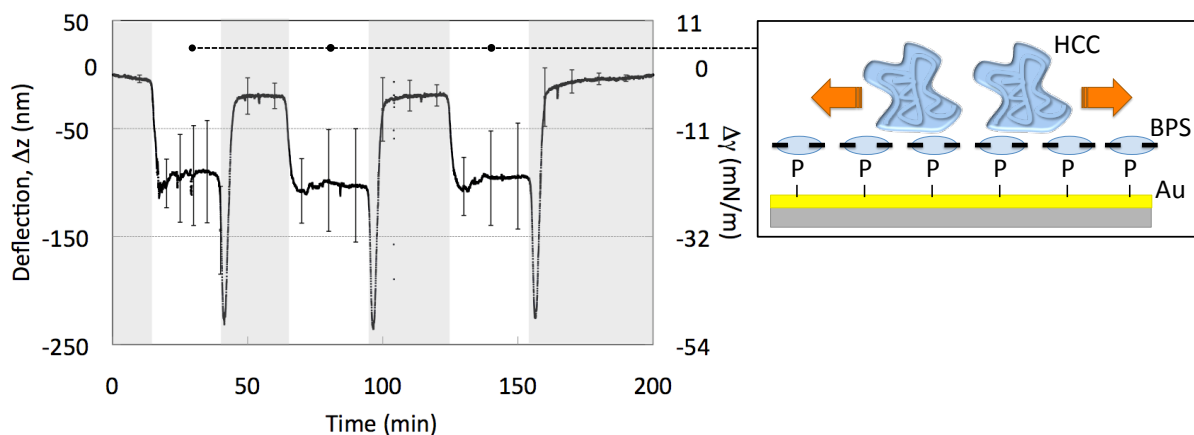 50
0
-50
-150
-250
Deflection, Δz (nm)
0
50
100
150
200
Time (min)
11
0
-11
-32
-54
Δγ (mN/m)
HCC
BPS
P P P P P P
Au